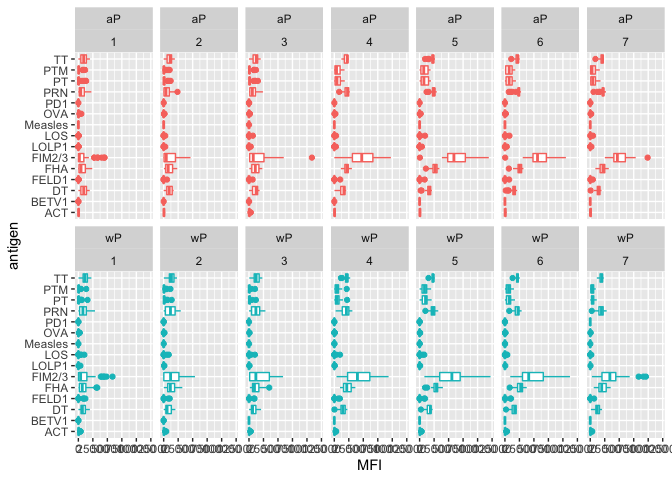 aP aP aP aP aP aP aP
1 2 3 4 5 6 7
TT
PTM
PT
PRN
PD1
OVA
Measles
LOS
LOLP1
FIM2/3
FHA
FELD1
DT
BETV1
ACT
antigen
wP wP wP wP wP wP wP
1 2 3 4 5 6 7
TT
PTM
PT
PRN
PD1
OVA
Measles
LOS
LOLP1
FIM2/3
FHA
FELD1
DT
BETV1
ACT
MFI